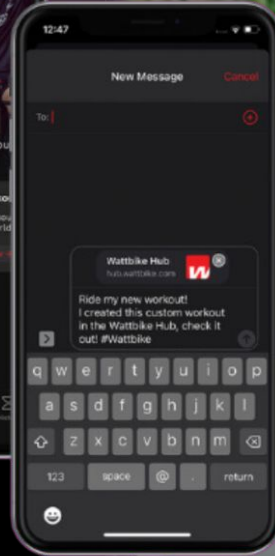 12:47
New Message
Cancel
To:
Wattbike Hub
hub.wattbike.com
Ride my new workout!
I created this custom workout
in the Wattbike Hub, check it
out! #Wattbike
q w e r t y u i o p
a s d f g h j k l
z x c v b n m
123 space @ . return